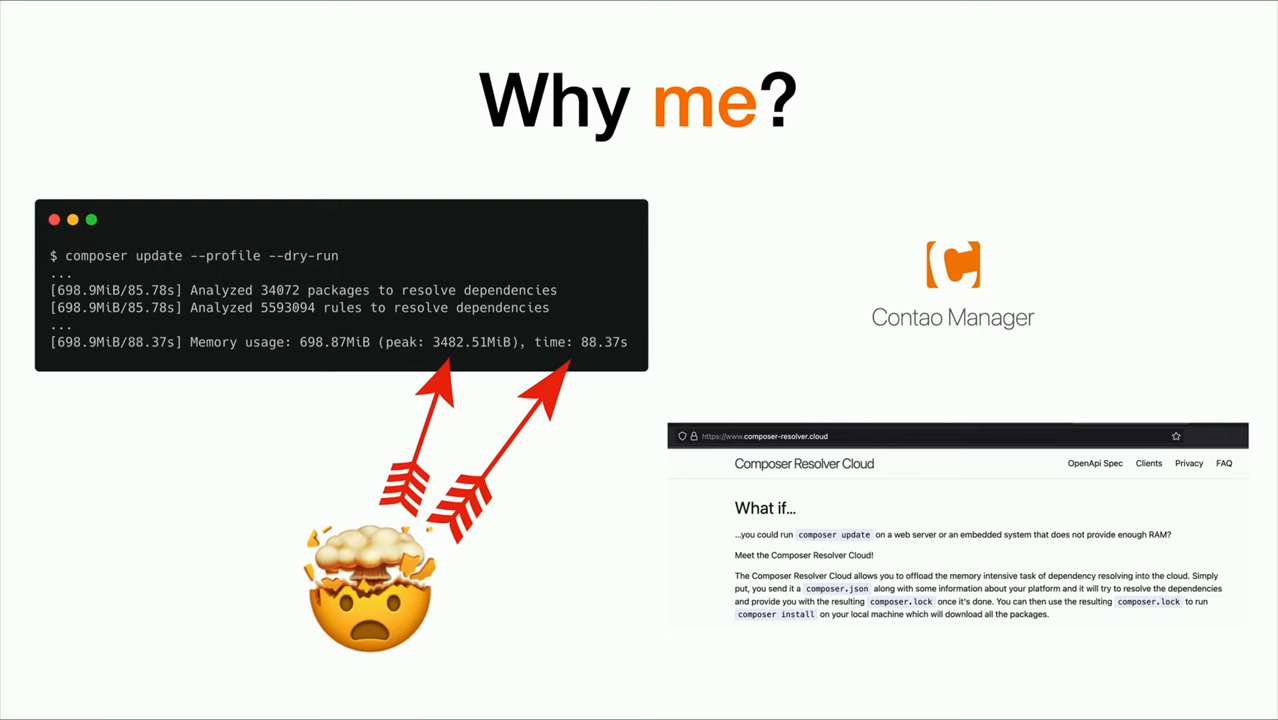 Why me?
$ composer update --profile --dry-run
...
[698.9MiB/85.78s] Analyzed 34072 packages to resolve dependencies
[698.9MiB/85.78s] Analyzed 5593094 rules to resolve dependencies
...
[698.9MiB/88.37s] Memory usage: 698.87MiB (peak: 3482.51MiB), time: 88.37s
Contao Manager
https://www.composer-resolver.cloud
Composer Resolver Cloud
OpenApi Spec Clients Privacy FAQ
What if...
...you could run composer update on a web server or an embedded system that does not provide enough RAM?
Meet the Composer Resolver Cloud!
The Composer Resolver Cloud allows you to offload the memory intensive task of dependency resolving into the cloud. Simply
put, you send it a composer.json along with some information about your platform and it will try to resolve the dependencies
and provide you with the resulting composer.lock once it's done. You can then use the resulting composer.lock to run
composer install on your local machine which will download all the packages.